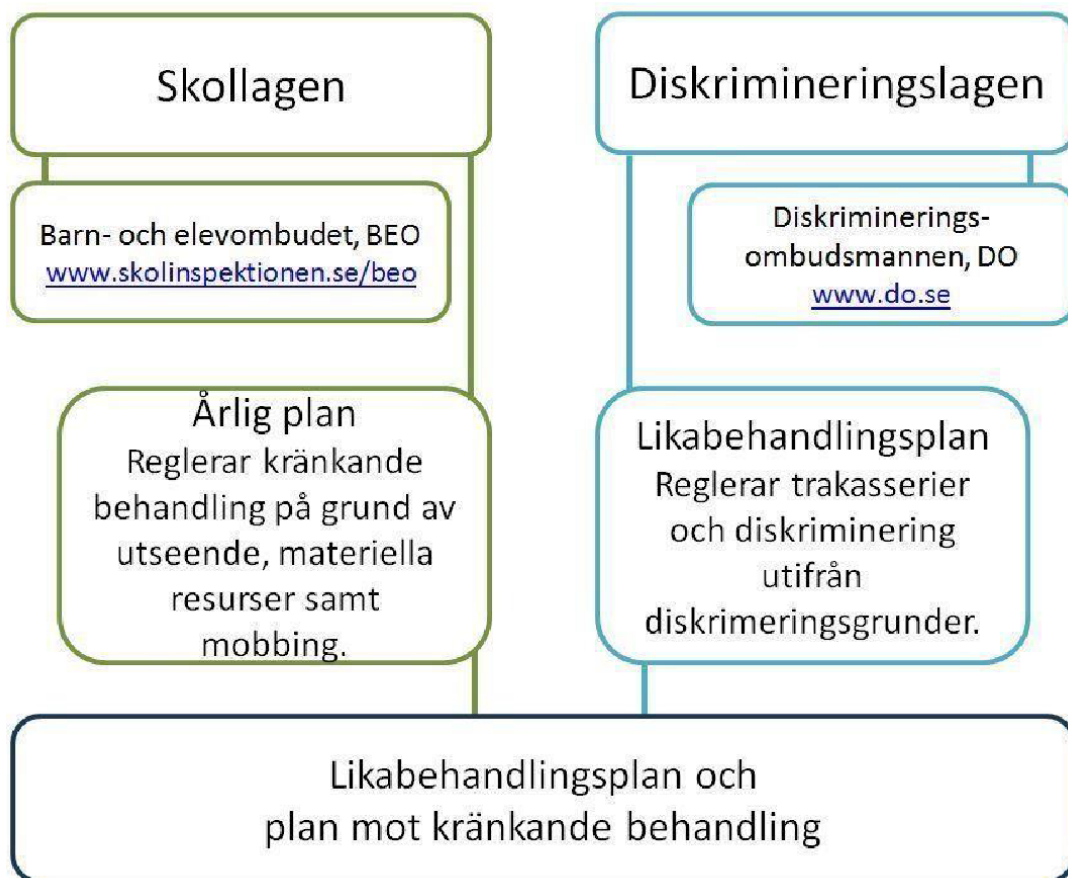 Skollagen
Barn- och elevombudet, BEO
www.skolinspektionen.se/beo
Årlig plan
Reglerar kränkande
behandling på grund av
utseende, materiella
resurser samt
mobbing.
Diskrimineringslagen
Diskriminerings-
ombudsmannen, DO
www.do.se
Likabehandlingsplan
Reglerar trakasserier
och diskriminering
utifrån
diskrimeringsgrunder.
Likabehandlingsplan och
plan mot kränkande behandling